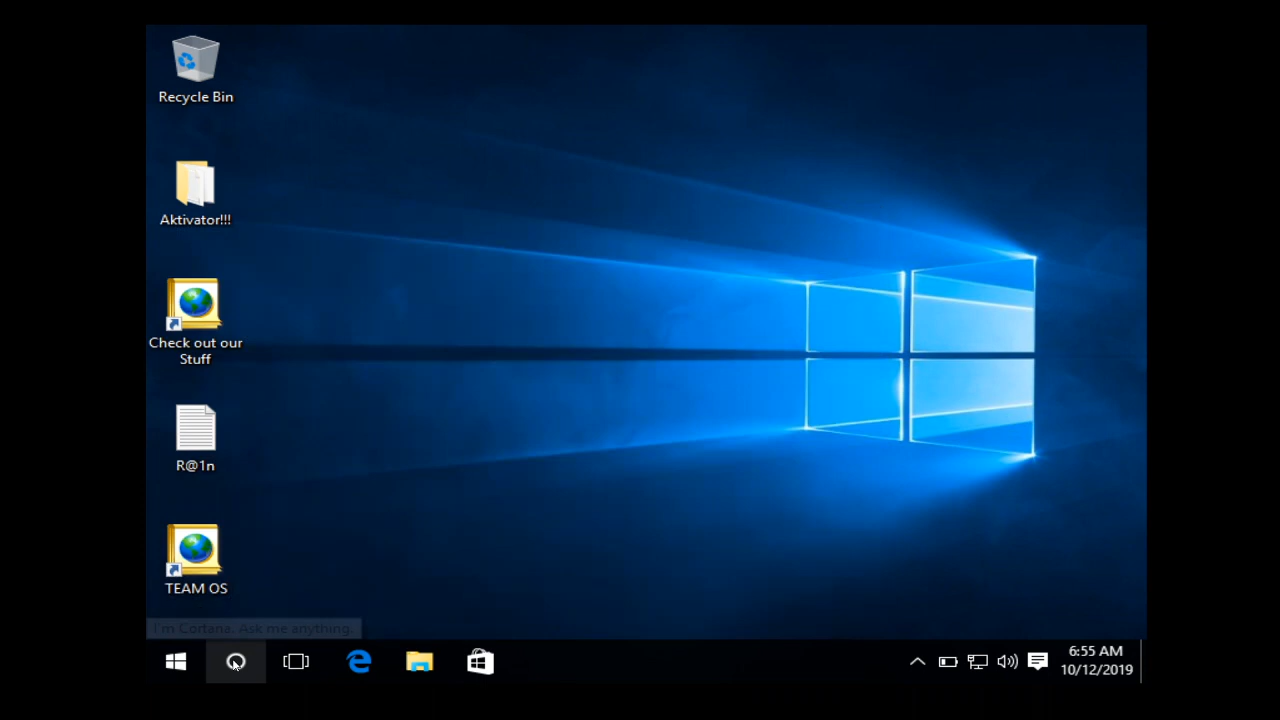 Recycle Bin
Aktivator!!!
Check out our
Stuff
R@1n
TEAM OS
I'm Cortana. Ask me anything.
6:55 AM
10/12/2019